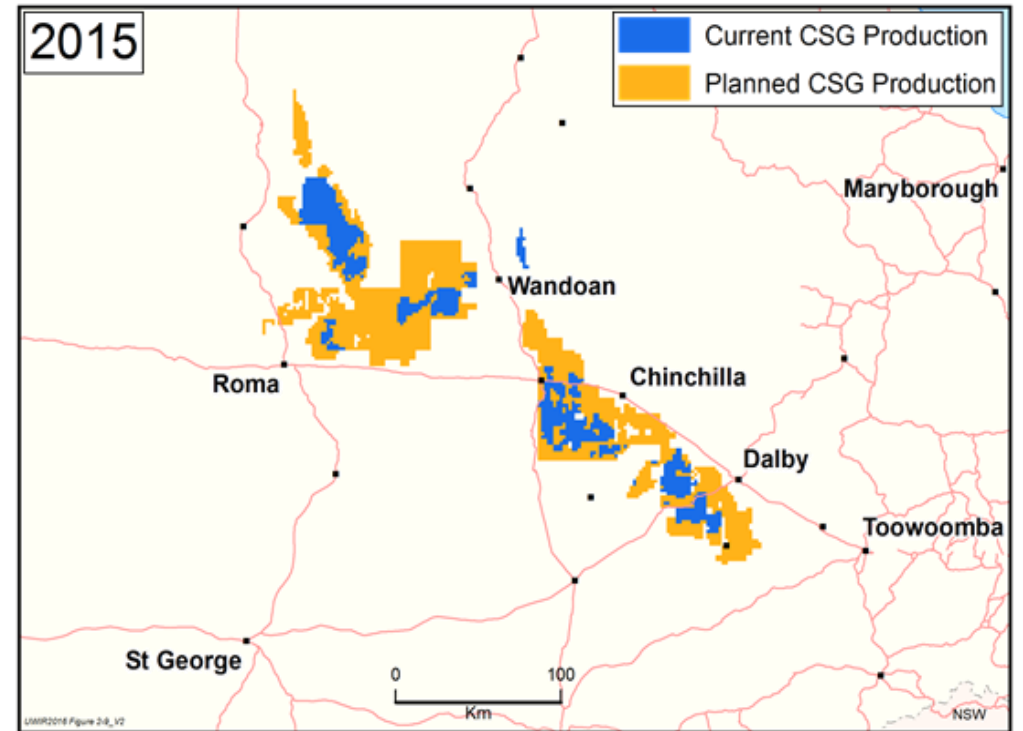 2015
Current CSG Production
Planned CSG Production
Maryborough
Wandoan
Roma
Chinchilla
Dalby
Toowoomba
St George
0 100
Km
UWIR2016 Figure 2-9_V2
NSW